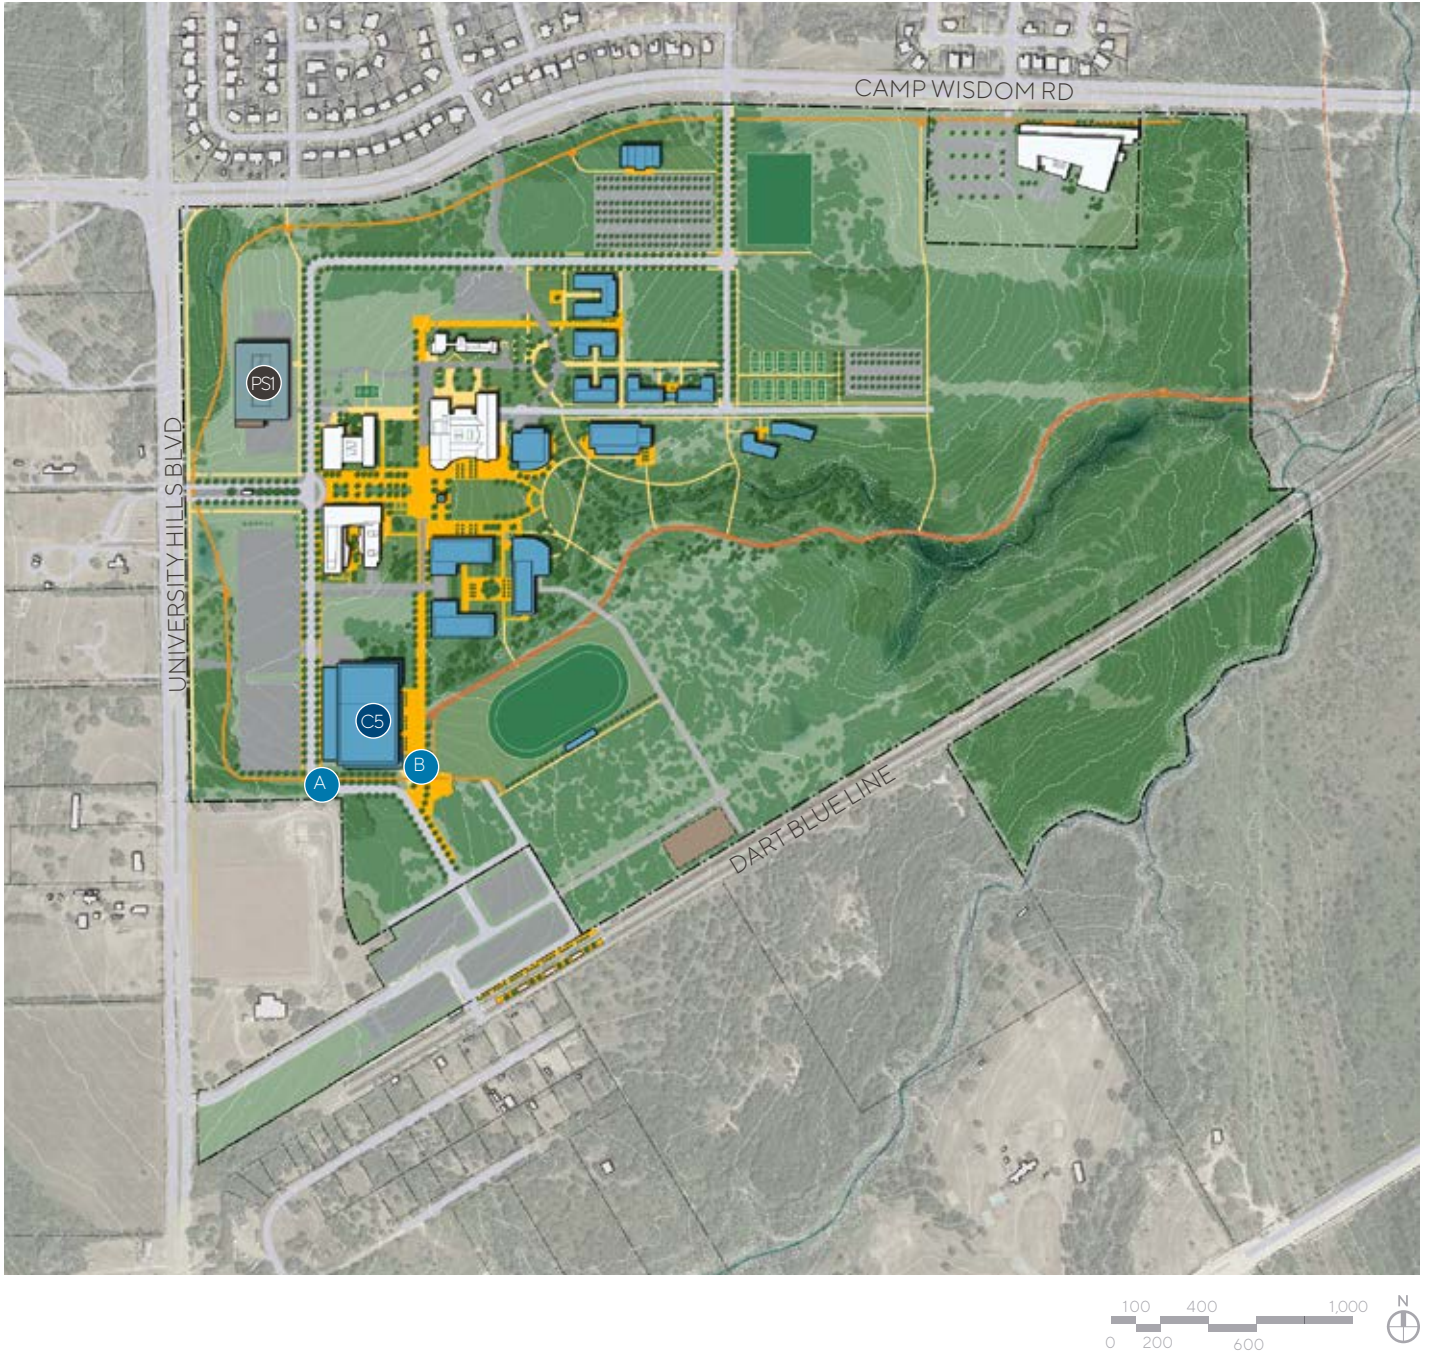 CAMP WISDOM RD
PS1
UNIVERSITY HILLS BLVD
C5
B
A
DART BLUE LINE
N
100 400 1,000
0 200 600